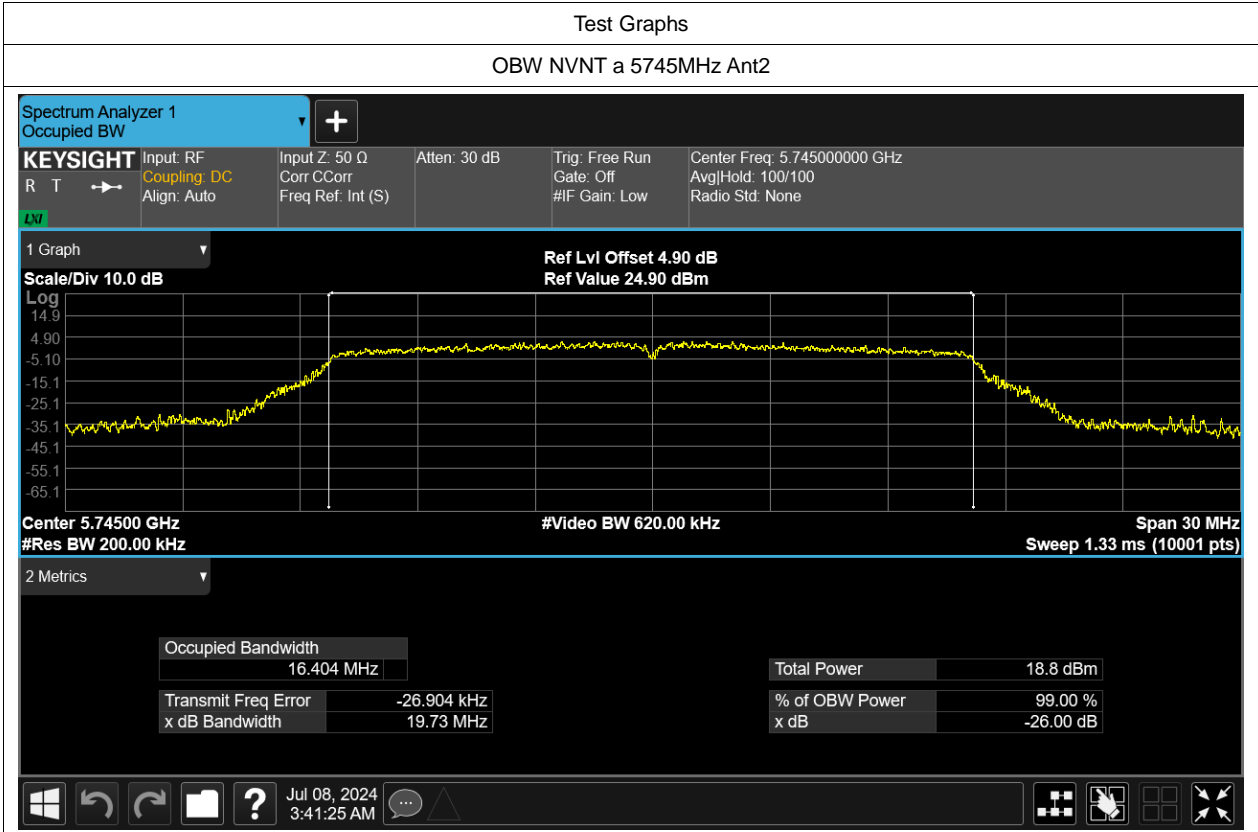 Test Graphs
OBW NVNT a 5745MHz Ant2
Spectrum Analyzer 1
Occupied BW
KEYSIGHT
R T
LXI
Input: RF
Coupling: DC
Align: Auto
Input Z: 50 Ω
Corr CCorr
Freq Ref: Int (S)
Atten: 30 dB
Trig: Free Run
Gate: Off
#IF Gain: Low
Center Freq: 5.745000000 GHz
Avg|Hold: 100/100
Radio Std: None
1 Graph
Scale/Div 10.0 dB
Ref Lvl Offset 4.90 dB
Ref Value 24.90 dBm
Log
14.9
4.90
-5.10
-15.1
-25.1
-35.1
-45.1
-55.1
-65.1
Center 5.74500 GHz
#Res BW 200.00 kHz
#Video BW 620.00 kHz
Span 30 MHz
Sweep 1.33 ms (10001 pts)
2 Metrics
Occupied Bandwidth
16.404 MHz
Transmit Freq Error -26.904 kHz
x dB Bandwidth 19.73 MHz
Total Power 18.8 dBm
% of OBW Power 99.00 %
x dB -26.00 dB
?
Jul 08, 2024
3:41:25 AM